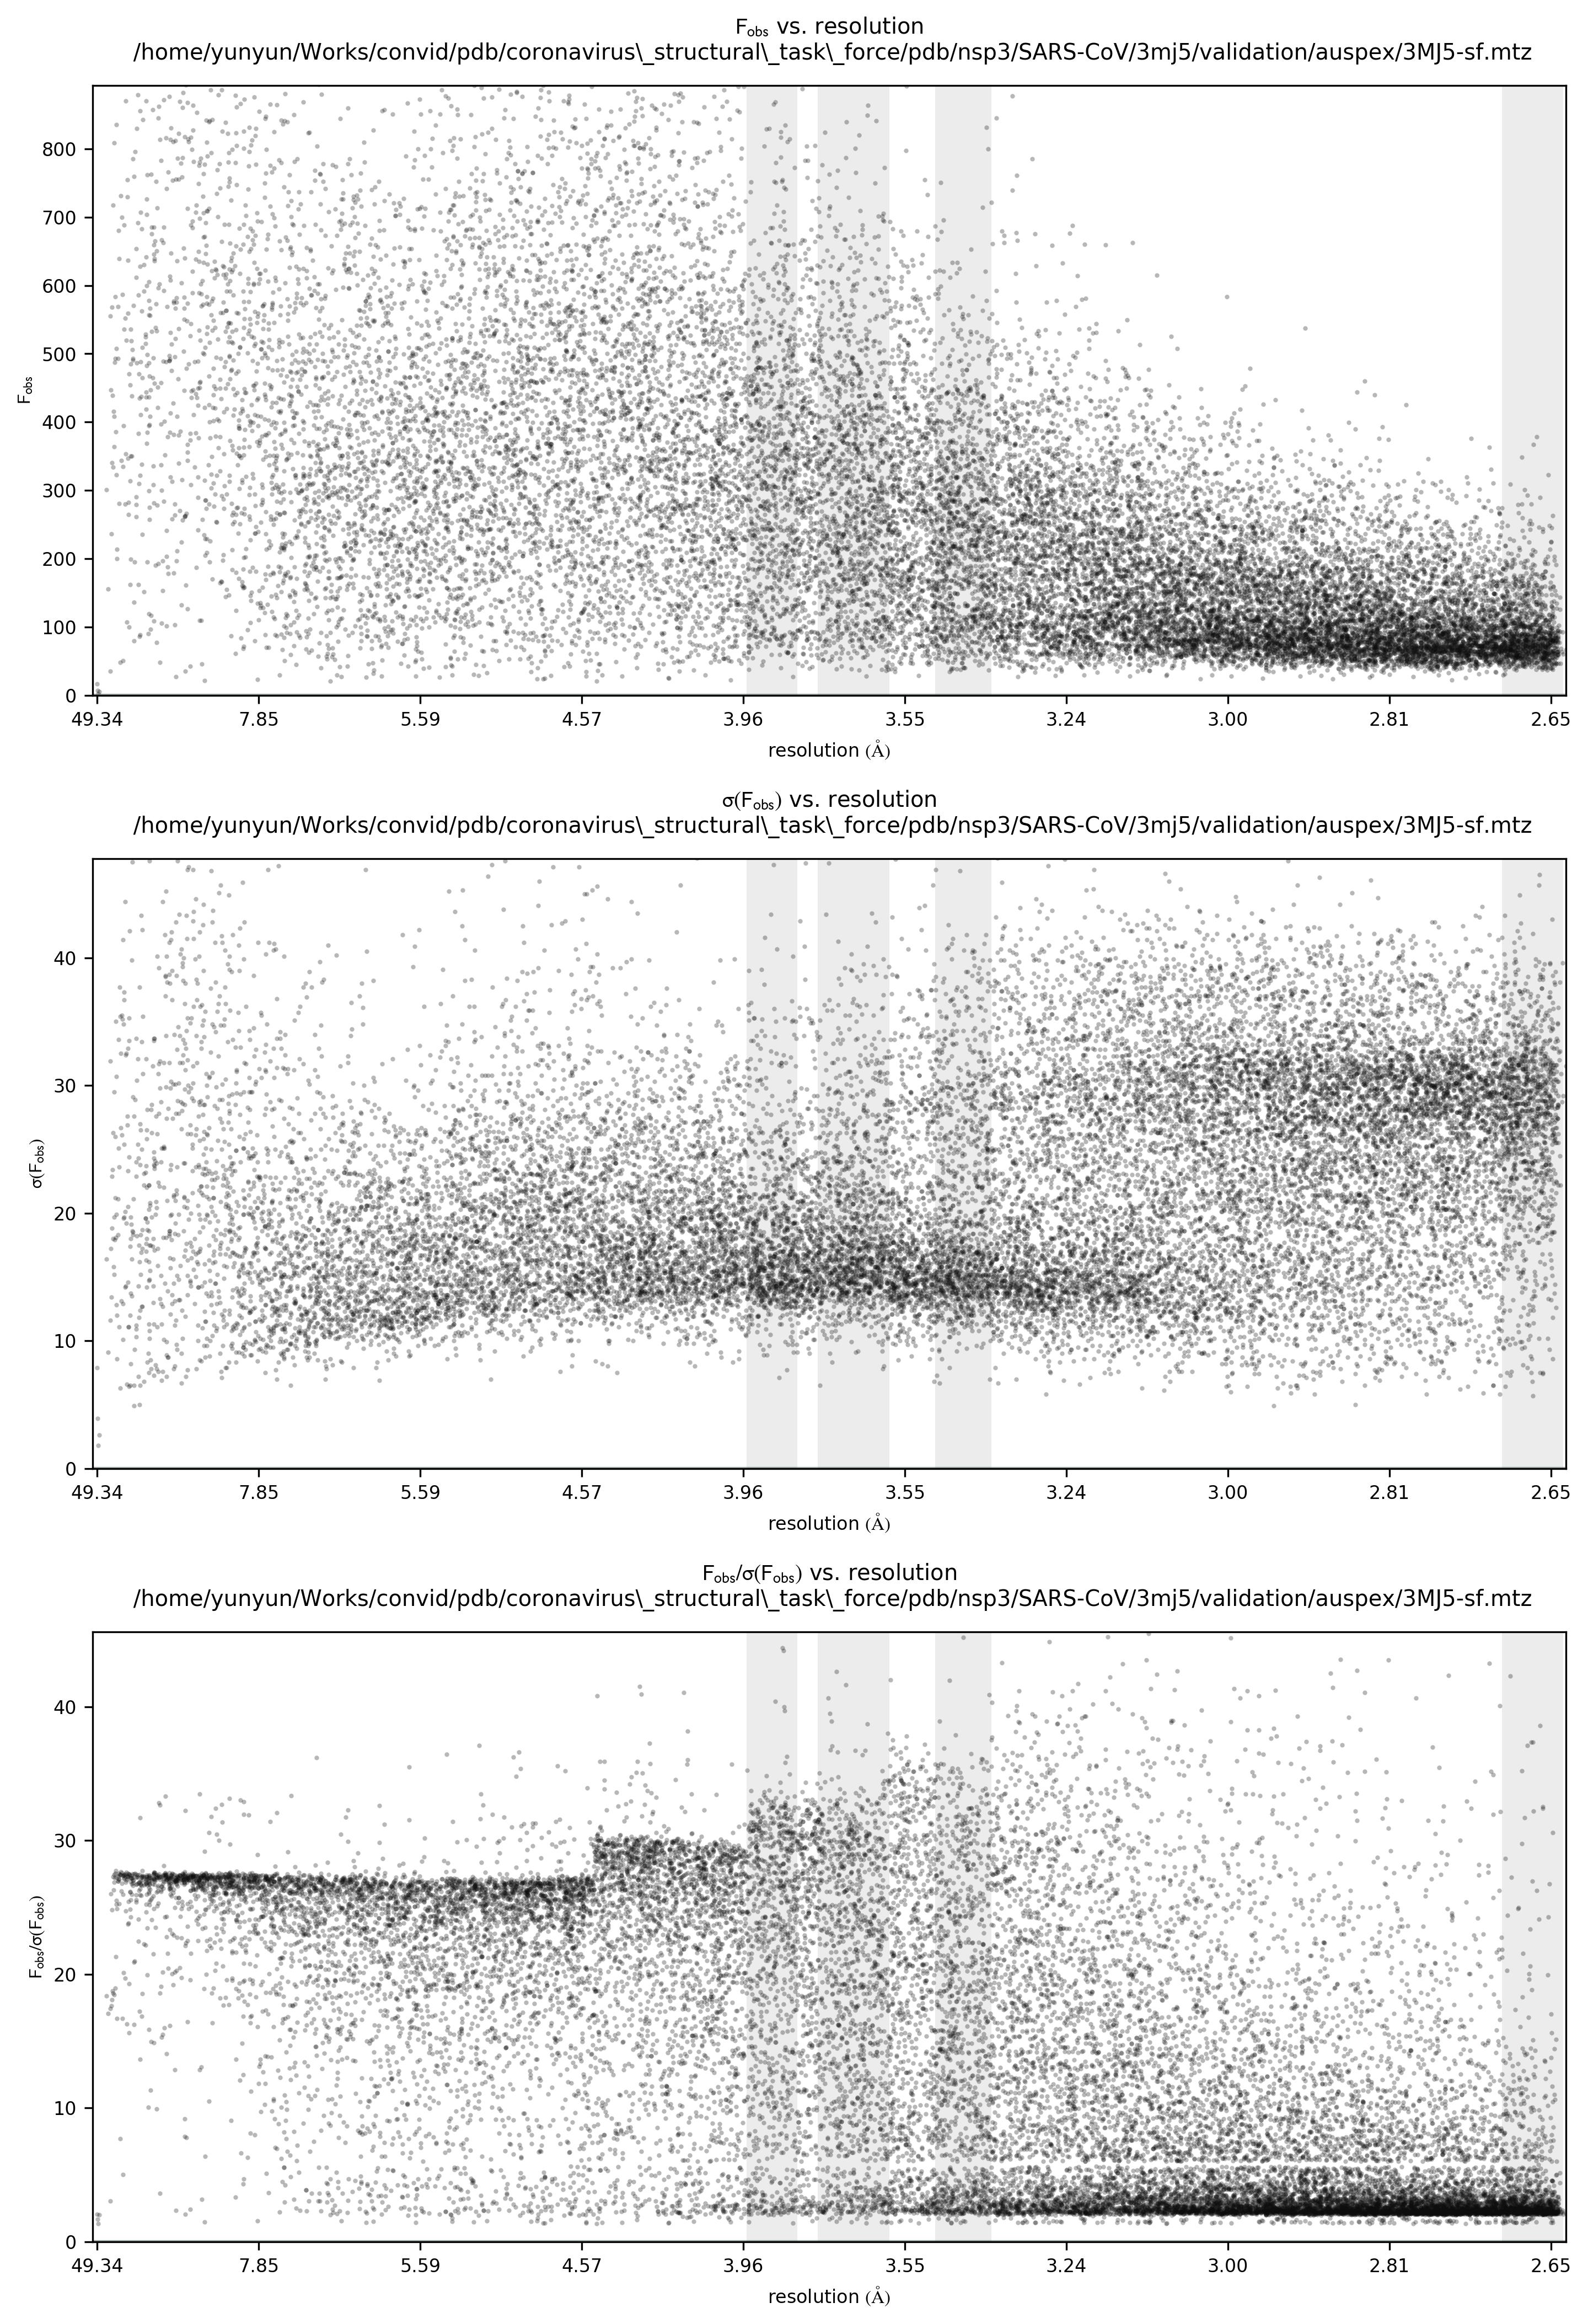 Fobs vs. resolution
/home/yunyun/Works/convid/pdb/coronavirus\_structural\_task\_force/pdb/nsp3/SARS-CoV/3mj5/validation/auspex/3MJ5-sf.mtz
800
700
600
500
400
300
200
100
0
Fobs
49.34 7.85 5.59 4.57 3.96 3.55 3.24 3.00 2.81 2.65
resolution (Å)
σ(Fobs) vs. resolution
/home/yunyun/Works/convid/pdb/coronavirus\_structural\_task\_force/pdb/nsp3/SARS-CoV/3mj5/validation/auspex/3MJ5-sf.mtz
40
30
20
10
0
σ(Fobs)
49.34 7.85 5.59 4.57 3.96 3.55 3.24 3.00 2.81 2.65
resolution (Å)
Fobs/σ(Fobs) vs. resolution
/home/yunyun/Works/convid/pdb/coronavirus\_structural\_task\_force/pdb/nsp3/SARS-CoV/3mj5/validation/auspex/3MJ5-sf.mtz
40
30
20
10
0
Fobs/σ(Fobs)
49.34 7.85 5.59 4.57 3.96 3.55 3.24 3.00 2.81 2.65
resolution (Å)